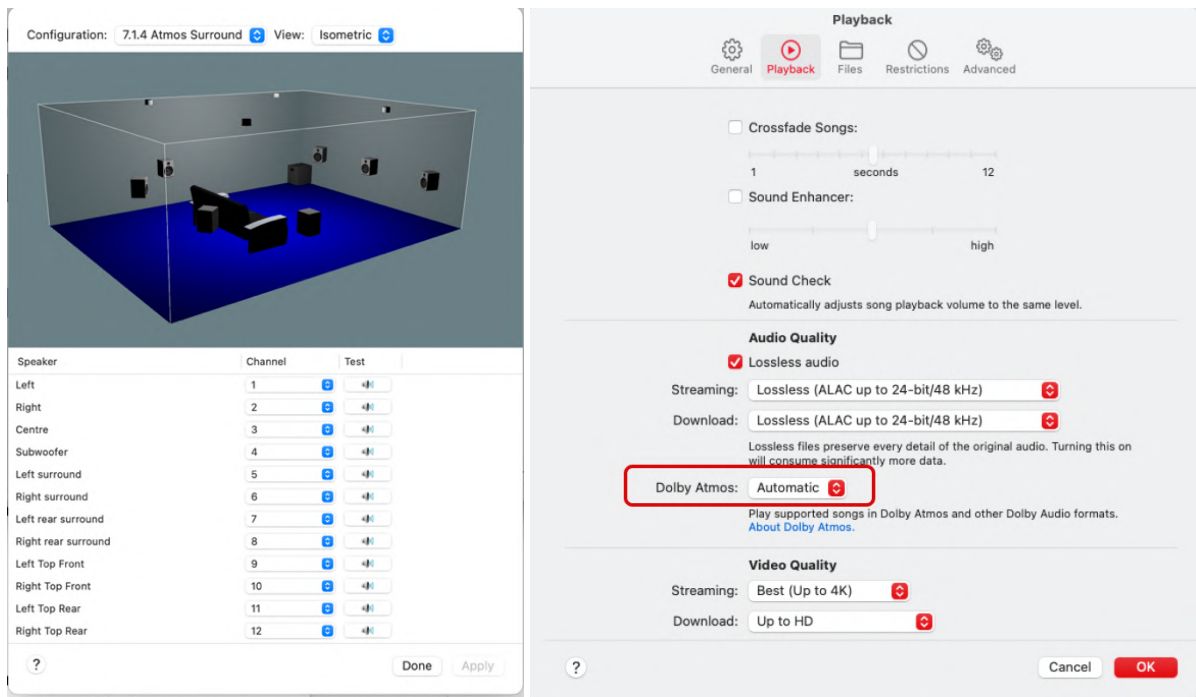 Configuration: 7.1.4 Atmos Surround View: Isometric
Speaker Channel Test
Left 1
Right 2
Centre 3
Subwoofer 4
Left surround 5
Right surround 6
Left rear surround 7
Right rear surround 8
Left Top Front 9
Right Top Front 10
Left Top Rear 11
Right Top Rear 12
? Done Apply
Playback
General Playback Files Restrictions Advanced
Crossfade Songs:
1 seconds 12
Sound Enhancer:
low high
Sound Check
Automatically adjusts song playback volume to the same level.
Audio Quality
Lossless audio
Streaming: Lossless (ALAC up to 24-bit/48 kHz)
Download: Lossless (ALAC up to 24-bit/48 kHz)
Lossless files preserve every detail of the original audio. Turning this on
will consume significantly more data.
Dolby Atmos: Automatic
Play supported songs in Dolby Atmos and other Dolby Audio formats.
About Dolby Atmos.
Video Quality
Streaming: Best (Up to 4K)
Download: Up to HD
? Cancel OK